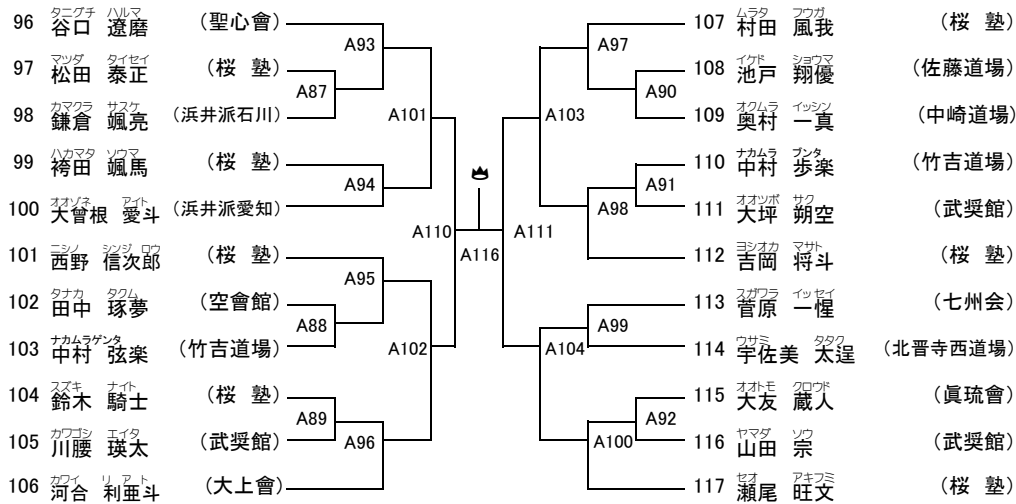 96 谷口 遼磨 タニグチ ハルマ （聖心會）
97 松田 泰正 マツダ タイセイ （桜 塾）
98 鎌倉 颯亮 カマクラ サスケ （浜井派石川）
99 袴田 颯馬 ハカマタ ソウマ （桜 塾）
100 大曾根 愛斗 オオゾネ アイト （浜井派愛知）
101 西野 信次郎 ニシノ シンジロウ （桜 塾）
102 田中 琢夢 タナカ タクム （空會館）
103 中村 弦楽 ナカムラゲンタ （竹吉道場）
104 鈴木 騎士 スズキ ナイト （桜 塾）
105 川腰 瑛太 カワゴシ エイタ （武奨館）
106 河合 利亜斗 カワイ リアト （大上會）
A93
A87
A101
A94
A110
A95
A88
A102
A89
A96
A116
A97
A90
A103
A91
A98
A111
A99
A104
A92
A100
107 村田 風我 ムラタ フウガ （桜 塾）
108 池戸 翔優 イケド ショウマ （佐藤道場）
109 奥村 一真 オクムラ イッシン （中崎道場）
110 中村 歩楽 ナカムラ ブンタ （竹吉道場）
111 大坪 朔空 オオツボ サク （武奨館）
112 吉岡 将斗 ヨシオカ マサト （桜 塾）
113 菅原 一惺 スガワラ イッセイ （七州会）
114 宇佐美 太逞 ウサミ タタク （北晋寺西道場）
115 大友 蔵人 オオトモ クロウド （眞琉會）
116 山田 宗 ヤマダ ソウ （武奨館）
117 瀬尾 旺文 セオ アキフミ （桜 塾）